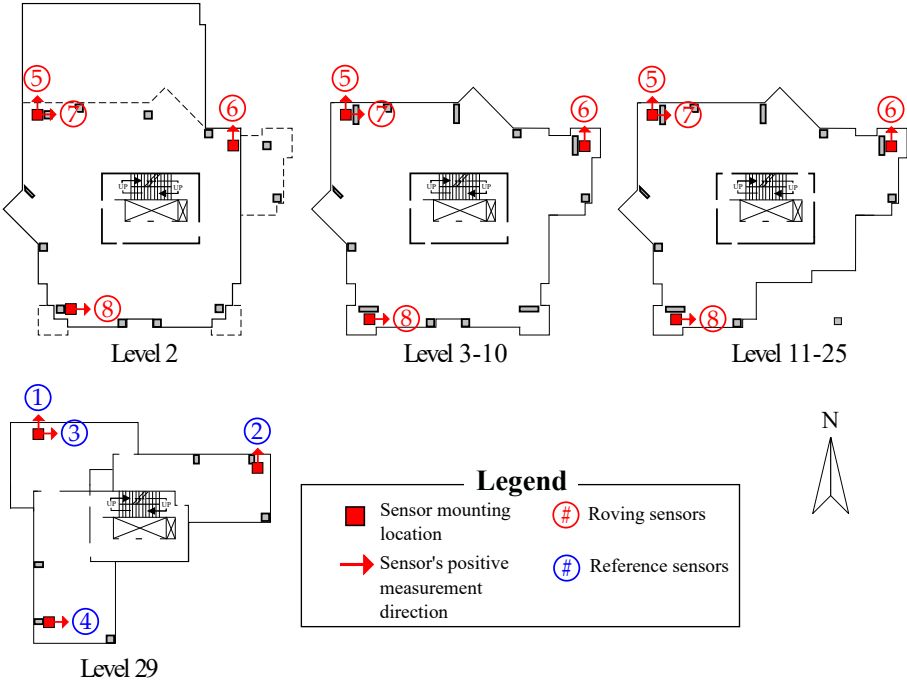 5
7
6
UP
UP
8
Level 2
5
7
6
UP
UP
8
Level 3-10
5
7
6
UP
UP
8
Level 11-25
1
3
2
UP
UP
4
Level 29
Legend
Sensor mounting
location
# Roving sensors
Sensor's positive
measurement
direction
# Reference sensors
N